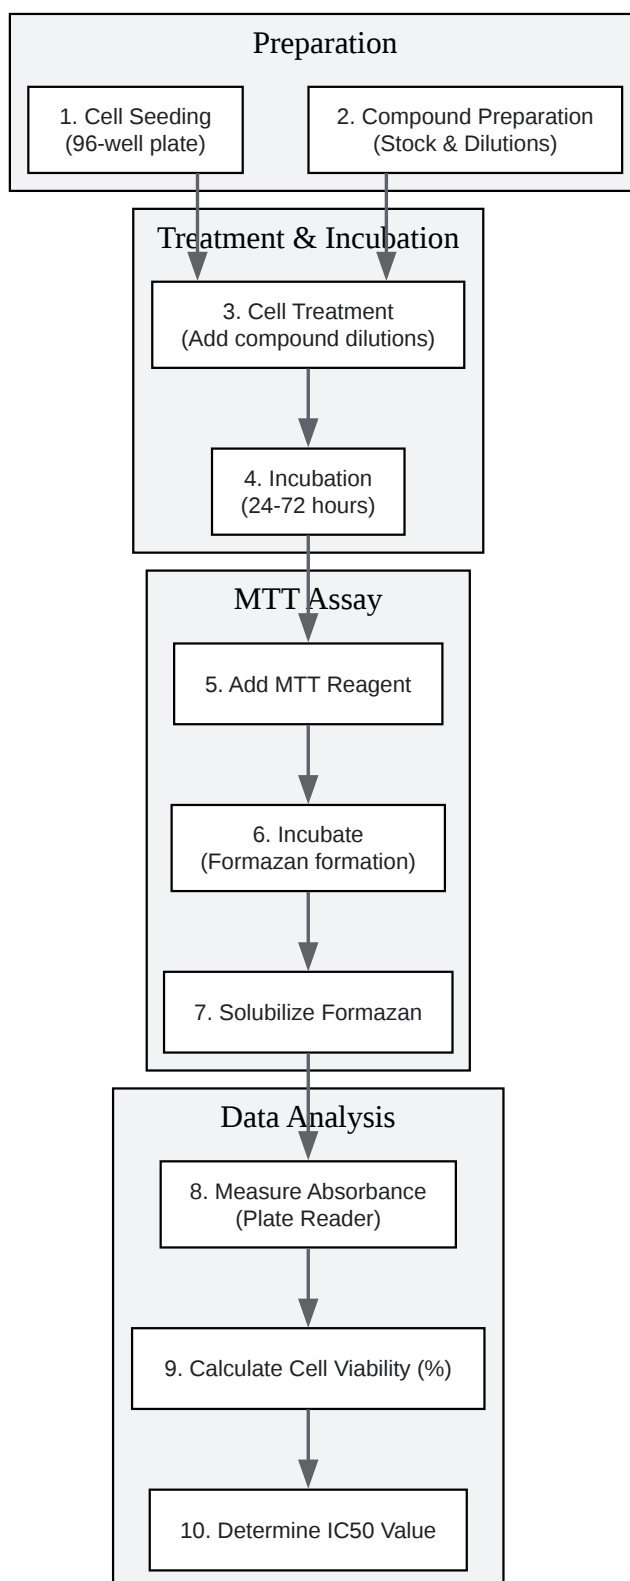 Preparation
1. Cell Seeding
(96-well plate)
2. Compound Preparation
(Stock & Dilutions)
Treatment & Incubation
3. Cell Treatment
(Add compound dilutions)
4. Incubation
(24-72 hours)
MTT Assay
5. Add MTT Reagent
6. Incubate
(Formazan formation)
7. Solubilize Formazan
Data Analysis
8. Measure Absorbance
(Plate Reader)
9. Calculate Cell Viability (%)
10. Determine IC50 Value